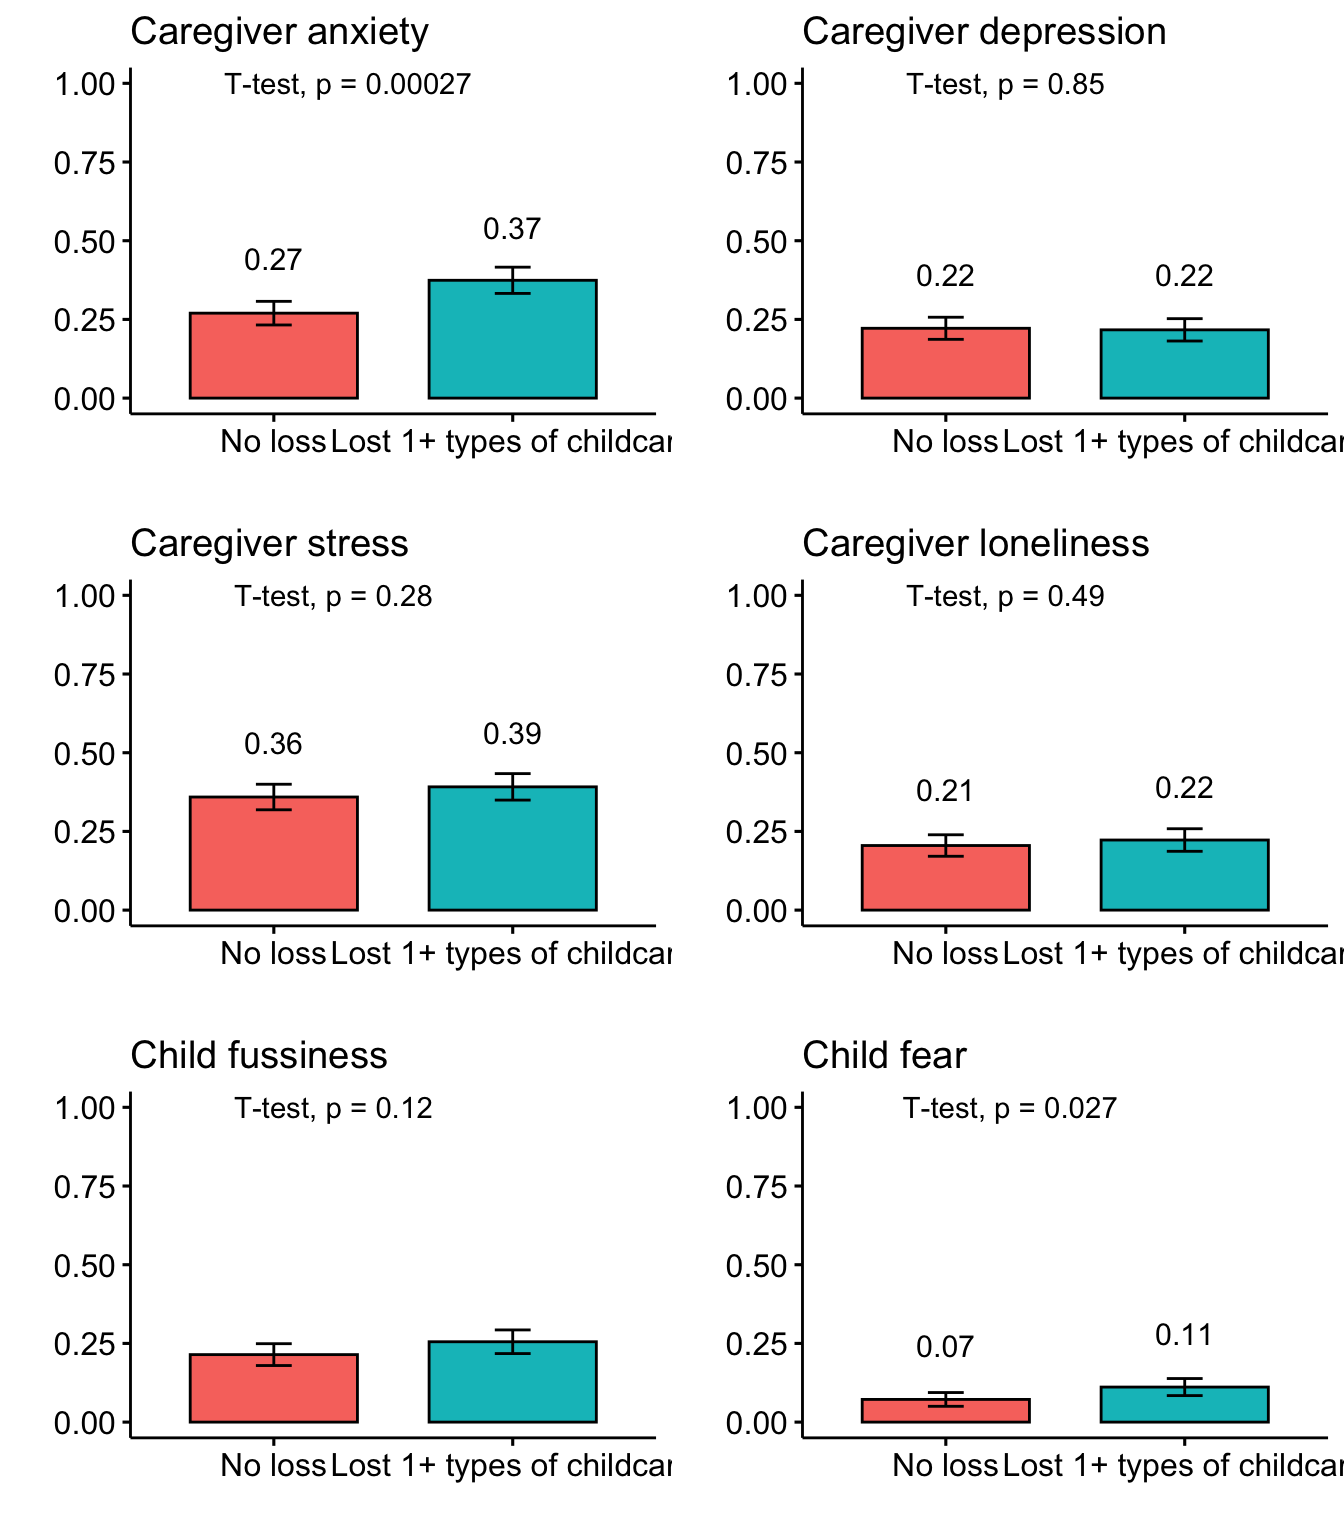 Caregiver anxiety
T-test, p = 0.00027
1.00
0.75
0.50
0.25
0.00
0.27
0.37
No loss
Lost 1+ types of childcar
Caregiver depression
T-test, p = 0.85
1.00
0.75
0.50
0.25
0.00
0.22
0.22
No loss
Lost 1+ types of childcar
Caregiver stress
T-test, p = 0.28
1.00
0.75
0.50
0.25
0.00
0.36
0.39
No loss
Lost 1+ types of childcar
Caregiver loneliness
T-test, p = 0.49
1.00
0.75
0.50
0.25
0.00
0.21
0.22
No loss
Lost 1+ types of childcar
Child fussiness
T-test, p = 0.12
1.00
0.75
0.50
0.25
0.00
No loss
Lost 1+ types of childcar
Child fear
T-test, p = 0.027
1.00
0.75
0.50
0.25
0.00
0.07
0.11
No loss
Lost 1+ types of childcar